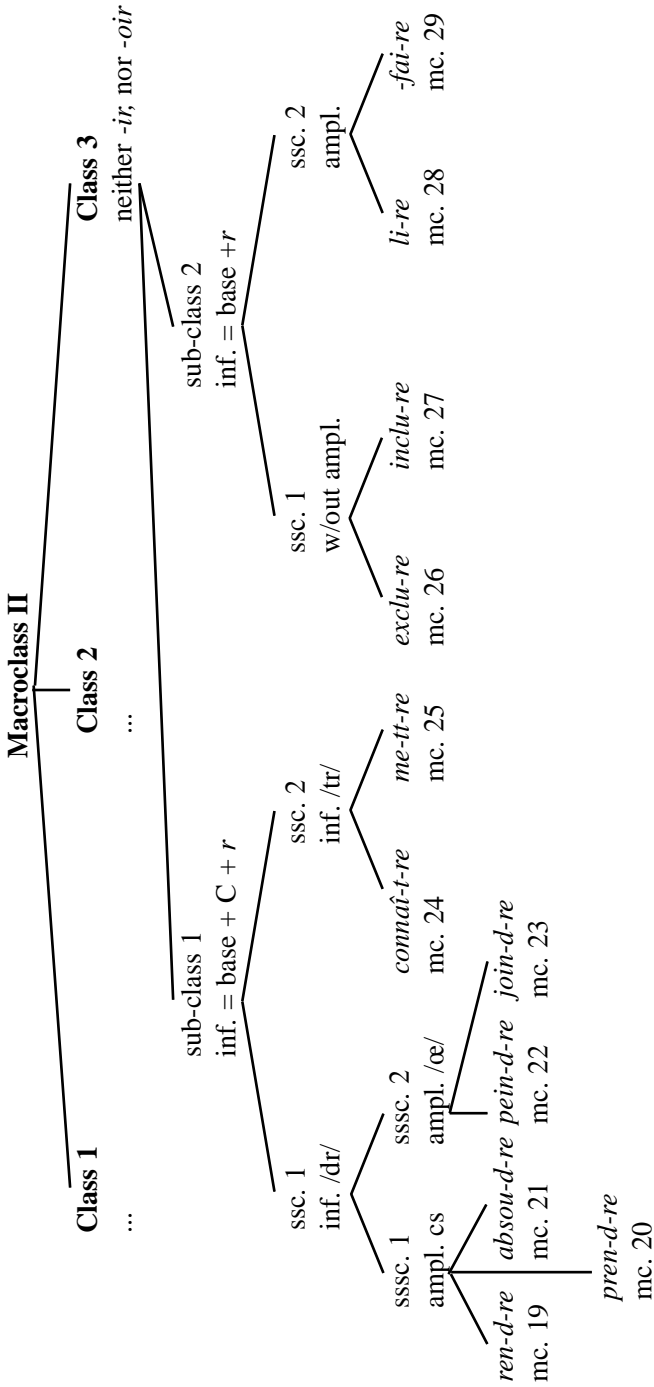 Macroclass II
Class 1
Class 2
Class 3
...
...
neither -ir, nor -oir
sub-class 1
inf. = base + C + r
sub-class 2
inf. = base +r
ssc. 1
inf. /dr/
ssc. 2
inf. /tr/
ssc. 1
w/out ampl.
ssc. 2
ampl.
sssc. 1
ampl. cs
sssc. 2
ampl. /œ/
connaî-t-re
mc. 24
me-tt-re
mc. 25
exclu-re
mc. 26
inclu-re
mc. 27
li-re
mc. 28
-fai-re
mc. 29
ren-d-re
mc. 19
absou-d-re
mc. 21
pein-d-re
mc. 22
join-d-re
mc. 23
pren-d-re
mc. 20